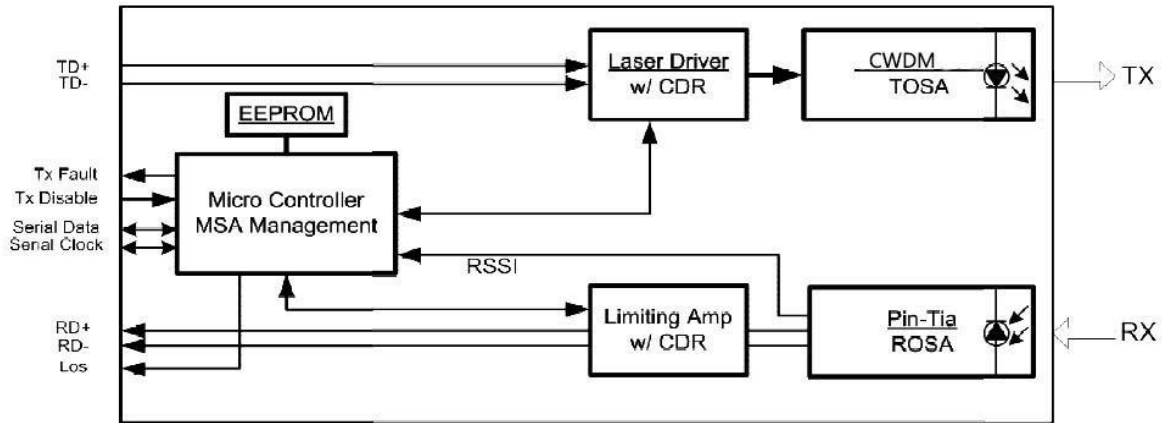 TD+
TD-
Laser Driver
w/ CDR
CWDM
TOSA
TX
EEPROM
Tx Fault
Tx Disable
Serial Data
Serial Clock
Micro Controller
MSA Management
RSSI
RD+
RD-
Los
Limiting Amp
w/ CDR
Pin-Tia
ROSA
RX